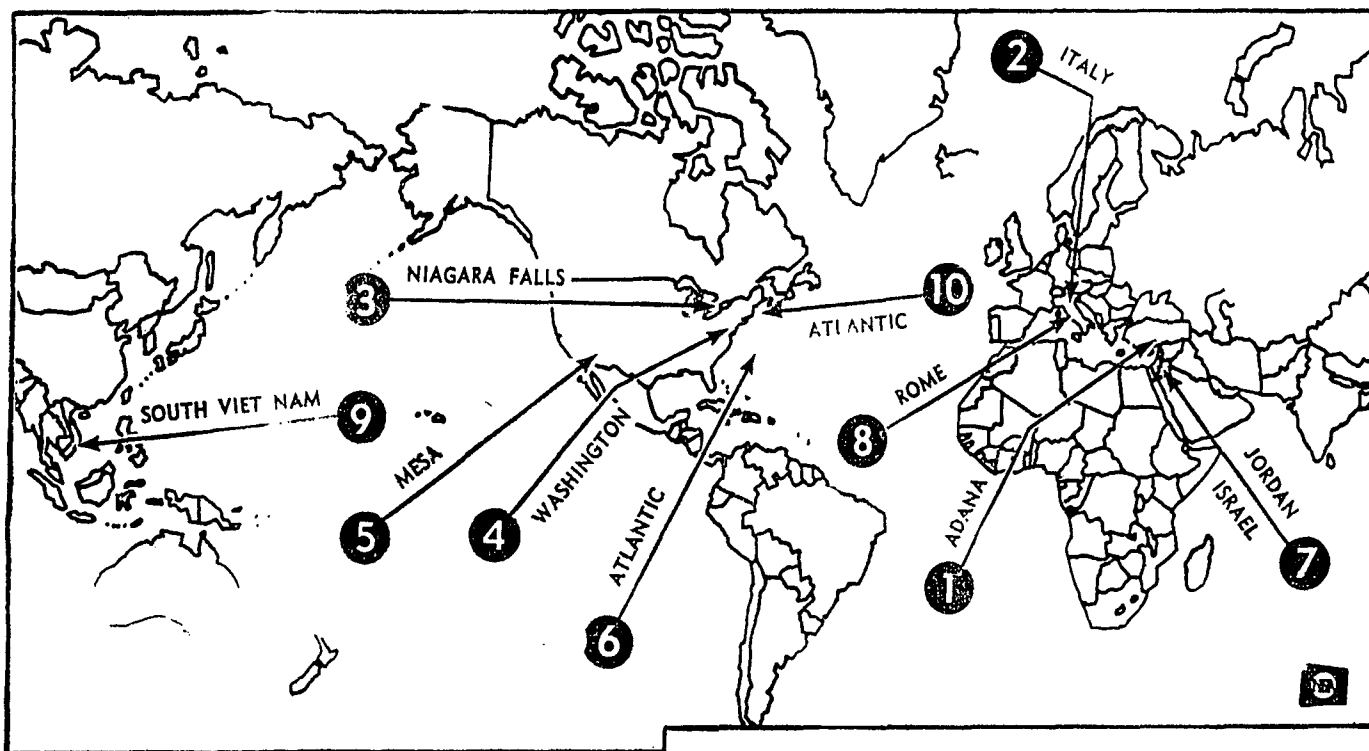 2 ITALY
NIAGARA FALLS
3
10
ATLANTIC
SOUTH VIET NAM
9
ROME
8
MESA
5
WASHINGTON
4
ATLANTIC
6
ADANA
1
JORDAN
ISRAEL
7
NEA